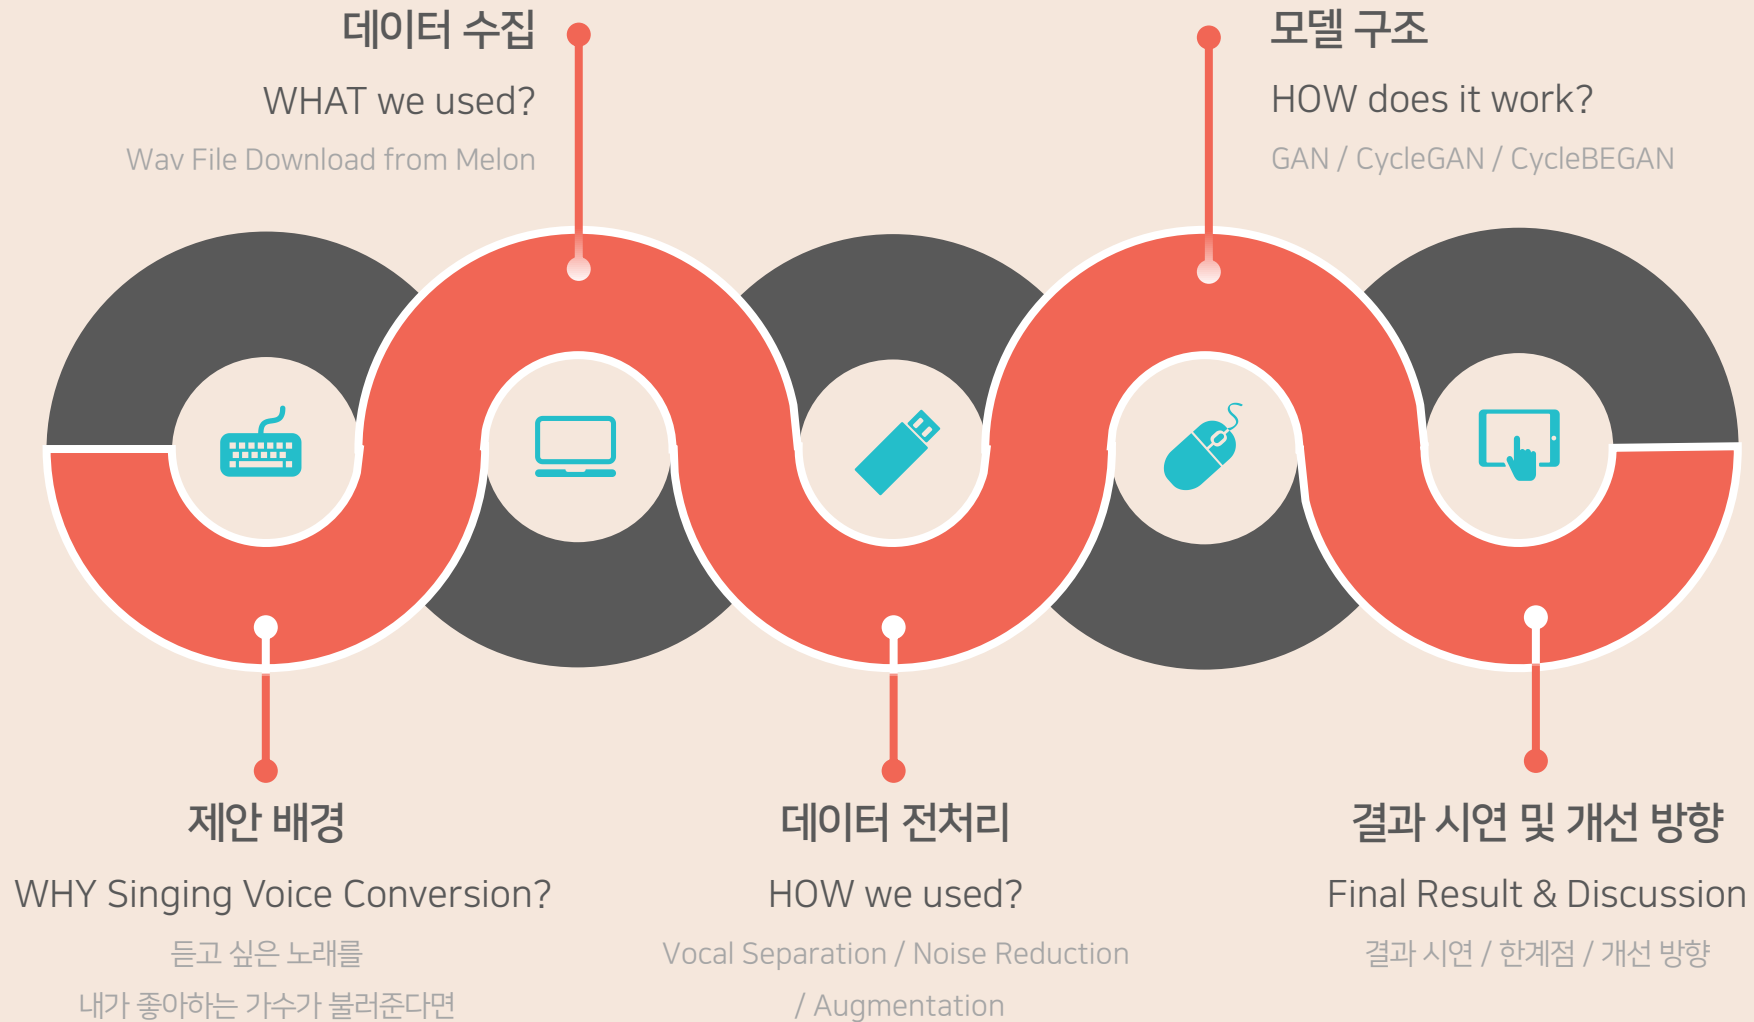 데이터 수집
WHAT we used?
Wav File Download from Melon
모델 구조
HOW does it work?
GAN / CycleGAN / CycleBEGAN
제안 배경
WHY Singing Voice Conversion?
듣고 싶은 노래를
내가 좋아하는 가수가 불러준다면
데이터 전처리
HOW we used?
Vocal Separation / Noise Reduction
/ Augmentation
결과 시연 및 개선 방향
Final Result & Discussion
결과 시연 / 한계점 / 개선 방향